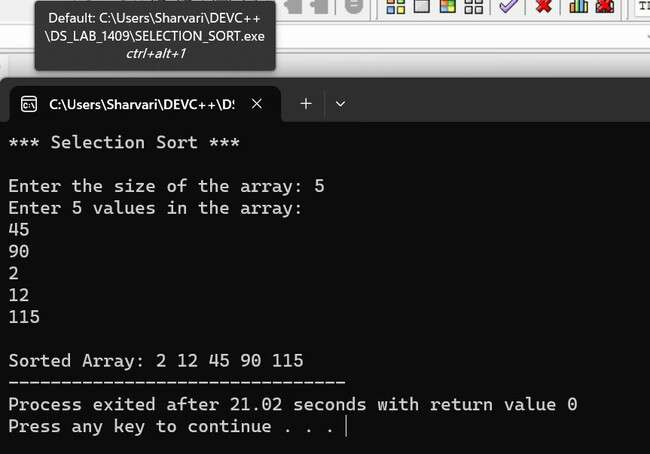 Default: C:\Users\Sharvari\DEVC++
\DS_LAB_1409\SELECTION_SORT.exe
ctrl+alt+1
C:\Users\Sharvari\DEVC++\DS
*** Selection Sort ***
Enter the size of the array: 5
Enter 5 values in the array:
45
90
2
12
115
Sorted Array: 2 12 45 90 115
--------------------------------
Process exited after 21.02 seconds with return value 0
Press any key to continue . . .